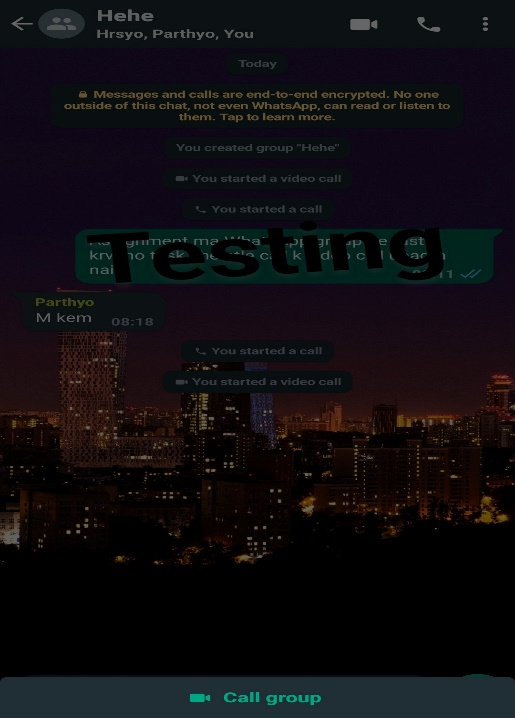 Hehe
Hrsyo, Parthyo, You
Today
Messages and calls are end-to-end encrypted. No one
outside of this chat, not even WhatsApp, can read or listen to
them. Tap to learn more.
You created group "Hehe"
You started a video call
You started a call
Testing
krvano task
nai
Parthyo
M kem 08:18
You started a call
You started a video call
Call group